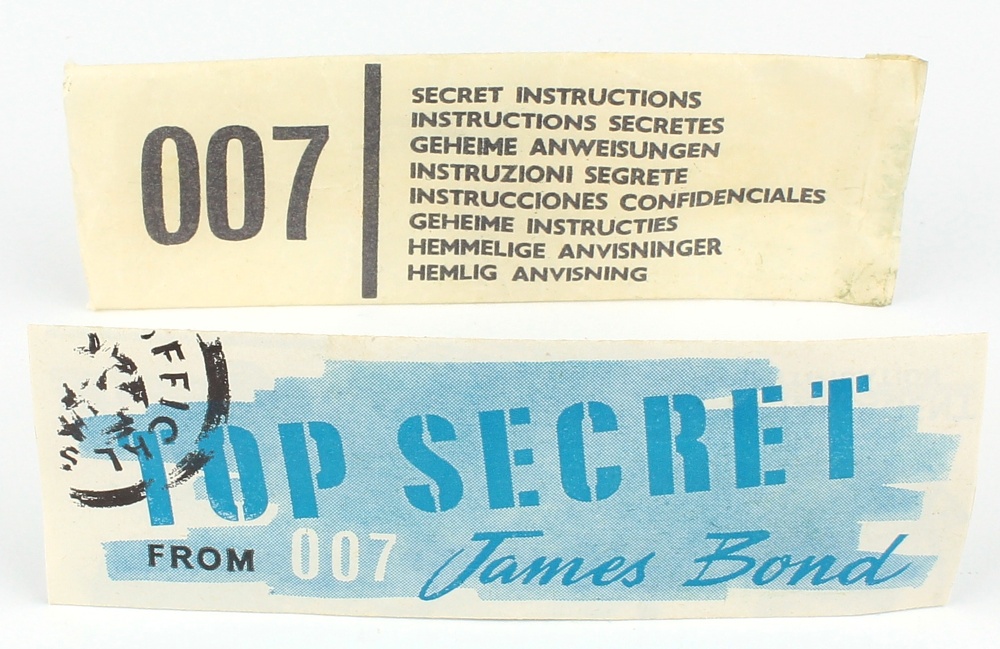 007
SECRET INSTRUCTIONS
INSTRUCTIONS SECRETES
GEHEIME ANWEISUNGEN
INSTRUZIONI SEGRETE
INSTRUCCIONES CONFIDENCIALES
GEHEIME INSTRUCTIES
HEMMELIGE ANVISNINGER
HEMLIG ANVISNING
TOP SECRET
FROM 007 James Bond